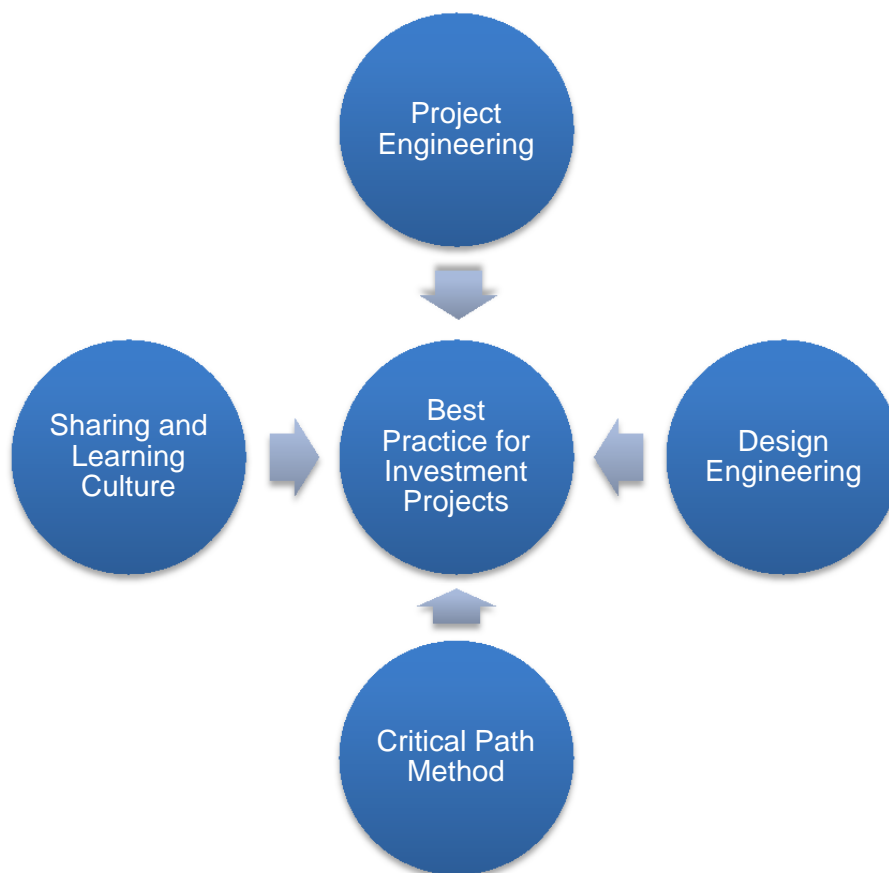 Project
Engineering
Sharing and
Learning
Culture
Best
Practice for
Investment
Projects
Design
Engineering
Critical Path
Method